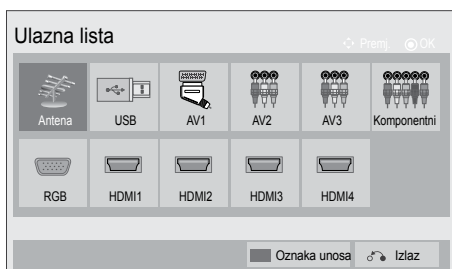 Ulazna lista
Premj. OK
Antena USB AV1 AV2 AV3 Komponentni
RGB HDMI1 HDMI2 HDMI3 HDMI4
Oznaka unosa Izlaz